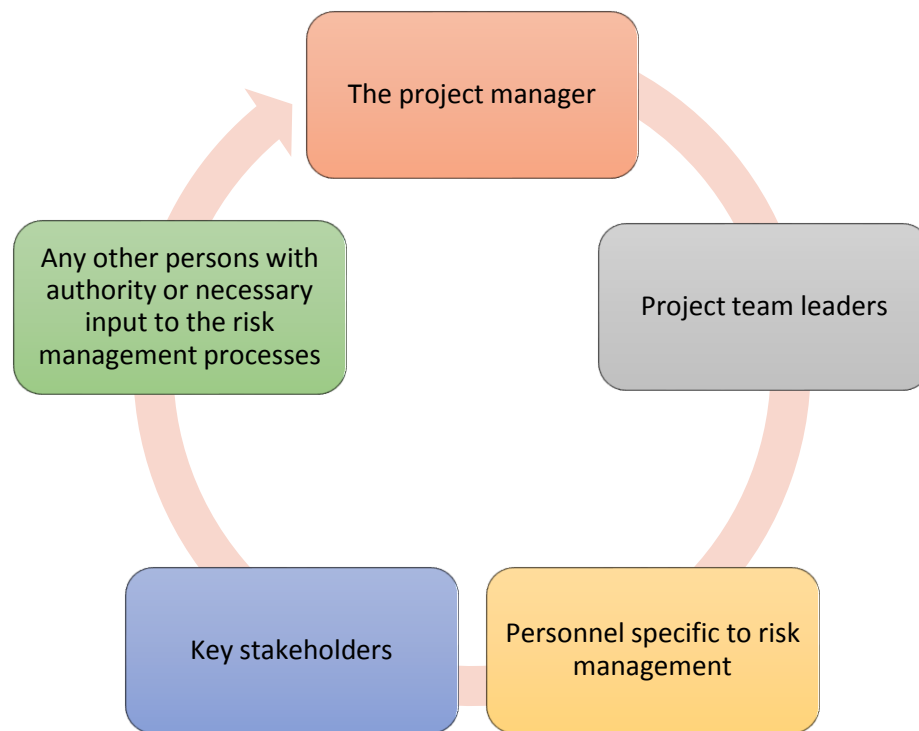 The project manager
Project team leaders
Personnel specific to risk
management
Key stakeholders
Any other persons with
authority or necessary
input to the risk
management processes